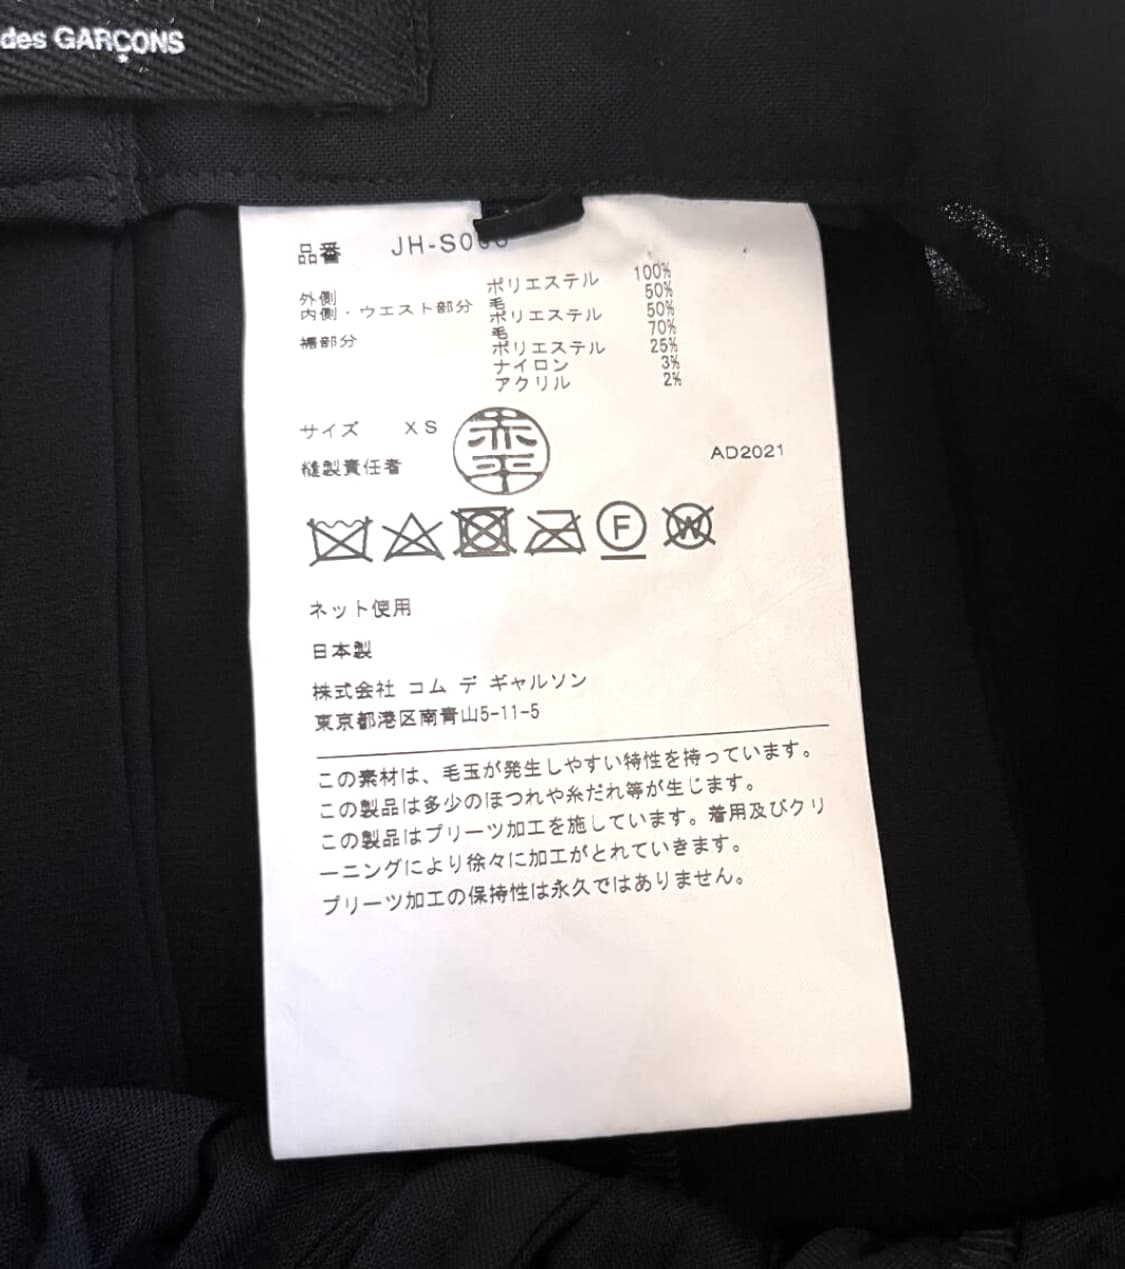 des GARÇONS
品番 JH-S0
外側 ポリエステル 100%
内側・ウエスト部分 毛 50%
ポリエステル 50%
裾部分 毛 70%
ポリエステル 25%
ナイロン 3%
アクリル 2%
サイズ XS
縫製責任者 赤平
AD2021
F W
ネット使用
日本製
株式会社 コム デ ギャルソン
東京都港区南青山5-11-5
この素材は、毛玉が発生しやすい特性を持っています。
この製品は多少のほつれや糸だれ等が生じます。
この製品はプリーツ加工を施しています。着用及びクリ
ーニングにより徐々に加工がとれていきます。
プリーツ加工の保持性は永久ではありません。